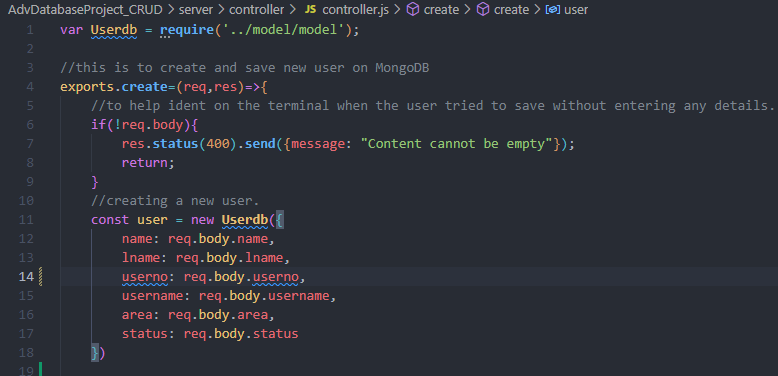 AdvDatabaseProject_CRUD > server > controller > JS controller.js > create > create > user
1 var Userdb = require('../model/model');
2
3 //this is to create and save new user on MongoDB
4 exports.create=(req,res)=>{
5 //to help ident on the terminal when the user tried to save without entering any details.
6 if(!req.body){
7 res.status(400).send({message: "Content cannot be empty"});
8 return;
9 }
10 //creating a new user.
11 const user = new Userdb({
12 name: req.body.name,
13 lname: req.body.lname,
14 userno: req.body.userno,
15 username: req.body.username,
16 area: req.body.area,
17 status: req.body.status
18 })
19